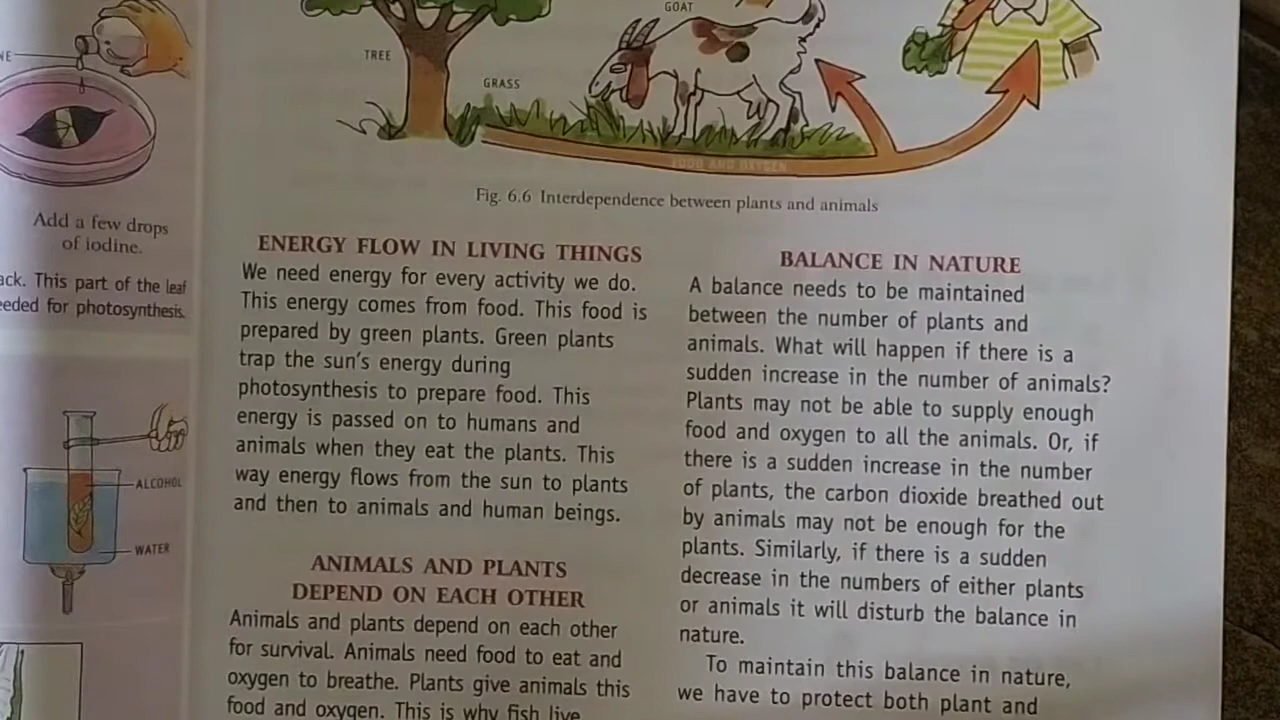 Add a few drops
of iodine.
This part of the leaf
for photosynthesis.
ALCOHOL
WATER
GOAT
TREE
GRASS
FOOD AND OXYGEN
Fig. 6.6 Interdependence between plants and animals
ENERGY FLOW IN LIVING THINGS
We need energy for every activity we do.
This energy comes from food. This food is
prepared by green plants. Green plants
trap the sun's energy during
photosynthesis to prepare food. This
energy is passed on to humans and
animals when they eat the plants. This
way energy flows from the sun to plants
and then to animals and human beings.
ANIMALS AND PLANTS
DEPEND ON EACH OTHER
Animals and plants depend on each other
for survival. Animals need food to eat and
oxygen to breathe. Plants give animals this
food and oxygen. This is why fish live
BALANCE IN NATURE
A balance needs to be maintained
between the number of plants and
animals. What will happen if there is a
sudden increase in the number of animals?
Plants may not be able to supply enough
food and oxygen to all the animals. Or, if
there is a sudden increase in the number
of plants, the carbon dioxide breathed out
by animals may not be enough for the
plants. Similarly, if there is a sudden
decrease in the numbers of either plants
or animals it will disturb the balance in
nature.
To maintain this balance in nature,
we have to protect both plant and